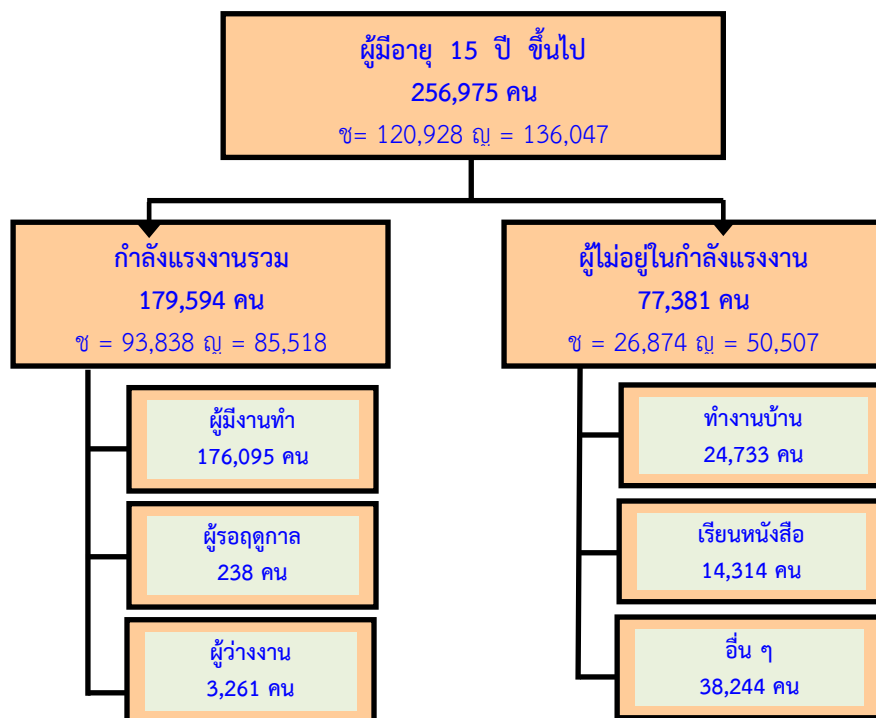 ผู้มีอายุ 15 ปี ขึ้นไป
256,975 คน
ช= 120,928 ญ = 136,047
กำลังแรงงานรวม
179,594 คน
ช = 93,838 ญ = 85,518
ผู้ไม่อยู่ในกำลังแรงงาน
77,381 คน
ช = 26,874 ญ = 50,507
ผู้มีงานทำ
176,095 คน
ผู้รอฤดูกาล
238 คน
ผู้ว่างงาน
3,261 คน
ทำงานบ้าน
24,733 คน
เรียนหนังสือ
14,314 คน
อื่น ๆ
38,244 คน